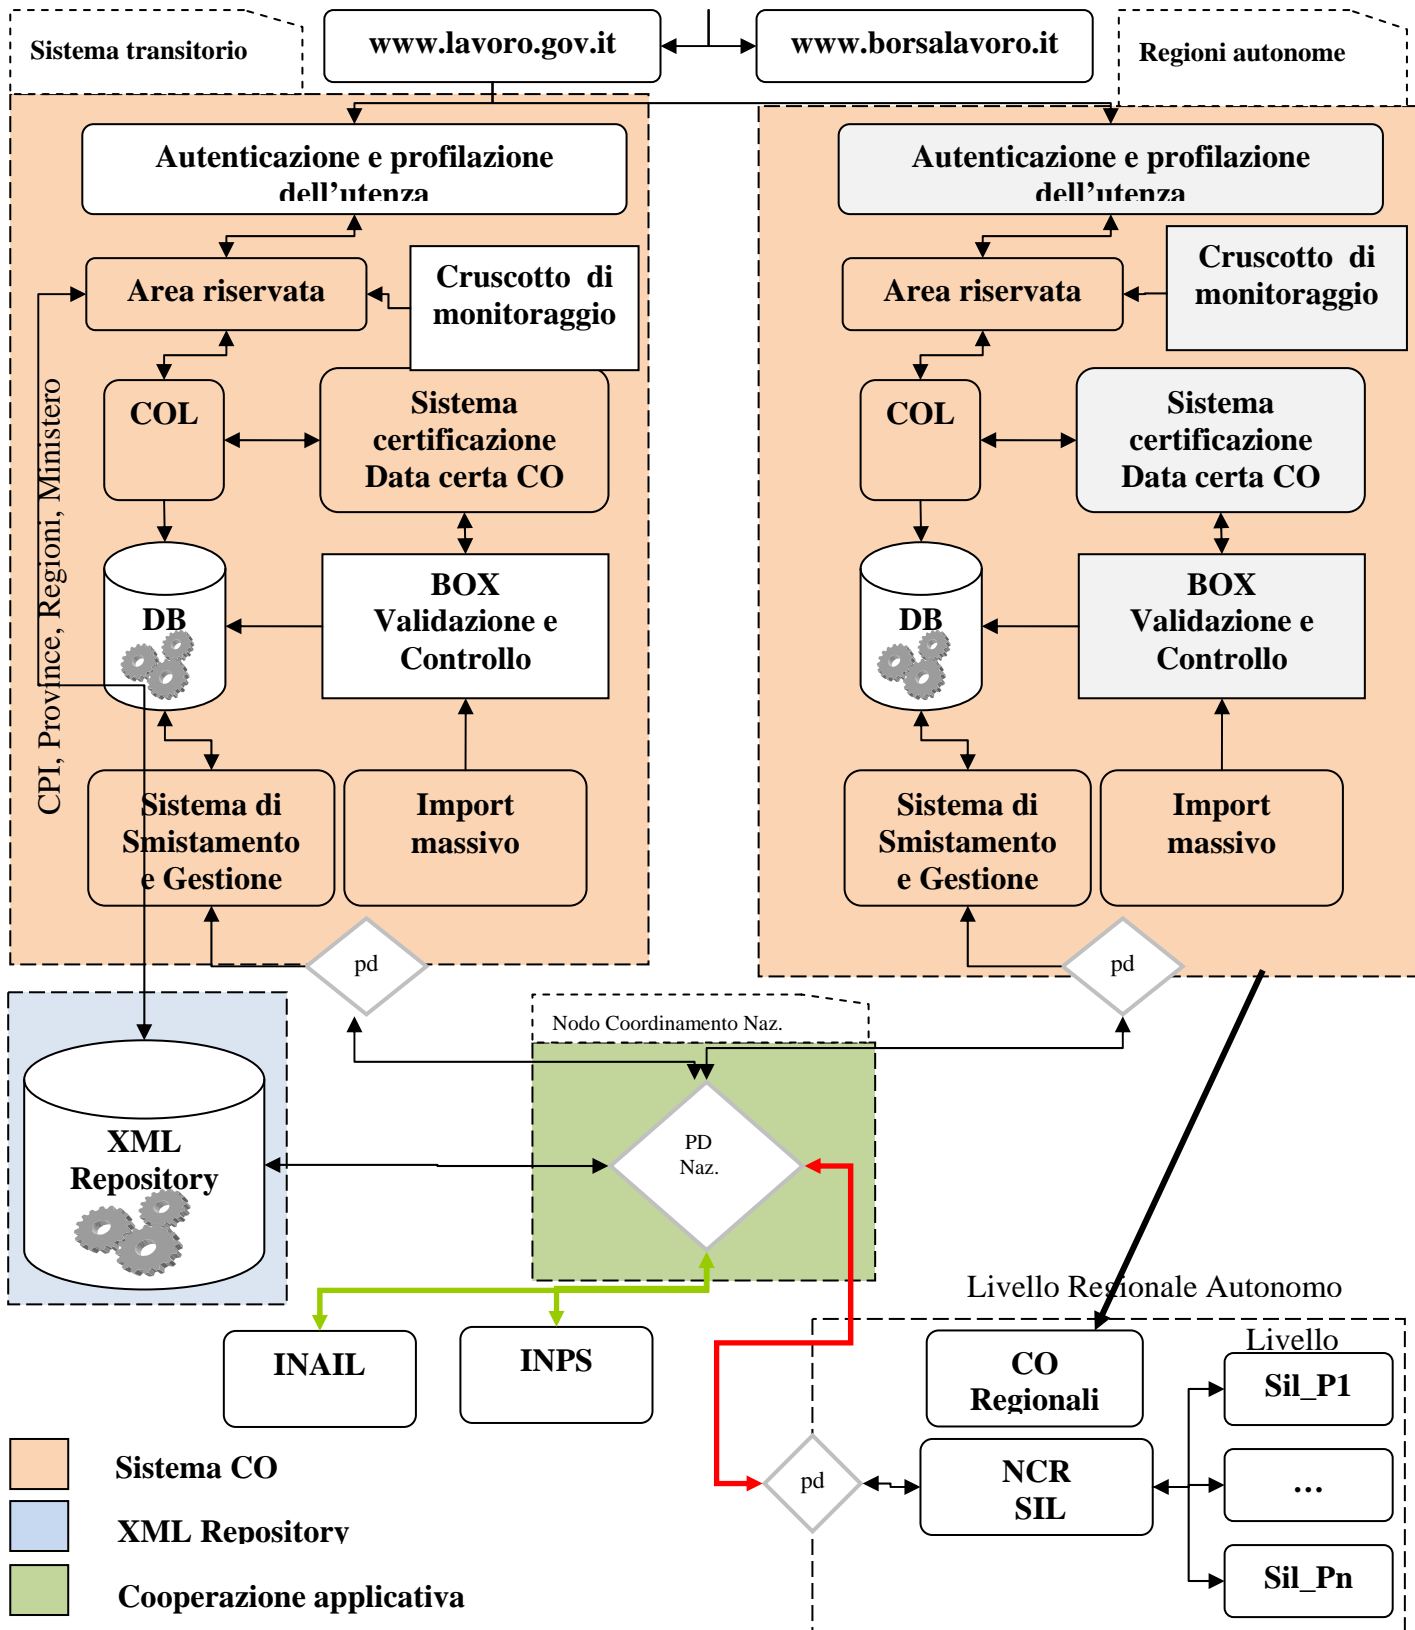 Sistema transitorio
www.lavoro.gov.it
www.borsalavoro.it
Regioni autonome
Autenticazione e profilazione
dell’utenza
Area riservata
Cruscotto di
monitoraggio
COL
Sistema
certificazione
Data certa CO
CPI, Province, Regioni, Ministero
DB
BOX
Validazione e
Controllo
Sistema di
Smistamento
e Gestione
Import
massivo
pd
Autenticazione e profilazione
dell’utenza
Area riservata
Cruscotto di
monitoraggio
COL
Sistema
certificazione
Data certa CO
DB
BOX
Validazione e
Controllo
Sistema di
Smistamento
e Gestione
Import
massivo
pd
Nodo Coordinamento Naz.
PD
Naz.
XML
Repository
INAIL
INPS
Livello Regionale Autonomo
Livello
CO
Regionali
Sil_P1
pd
NCR
SIL
...
Sil_Pn
Sistema CO
XML Repository
Cooperazione applicativa